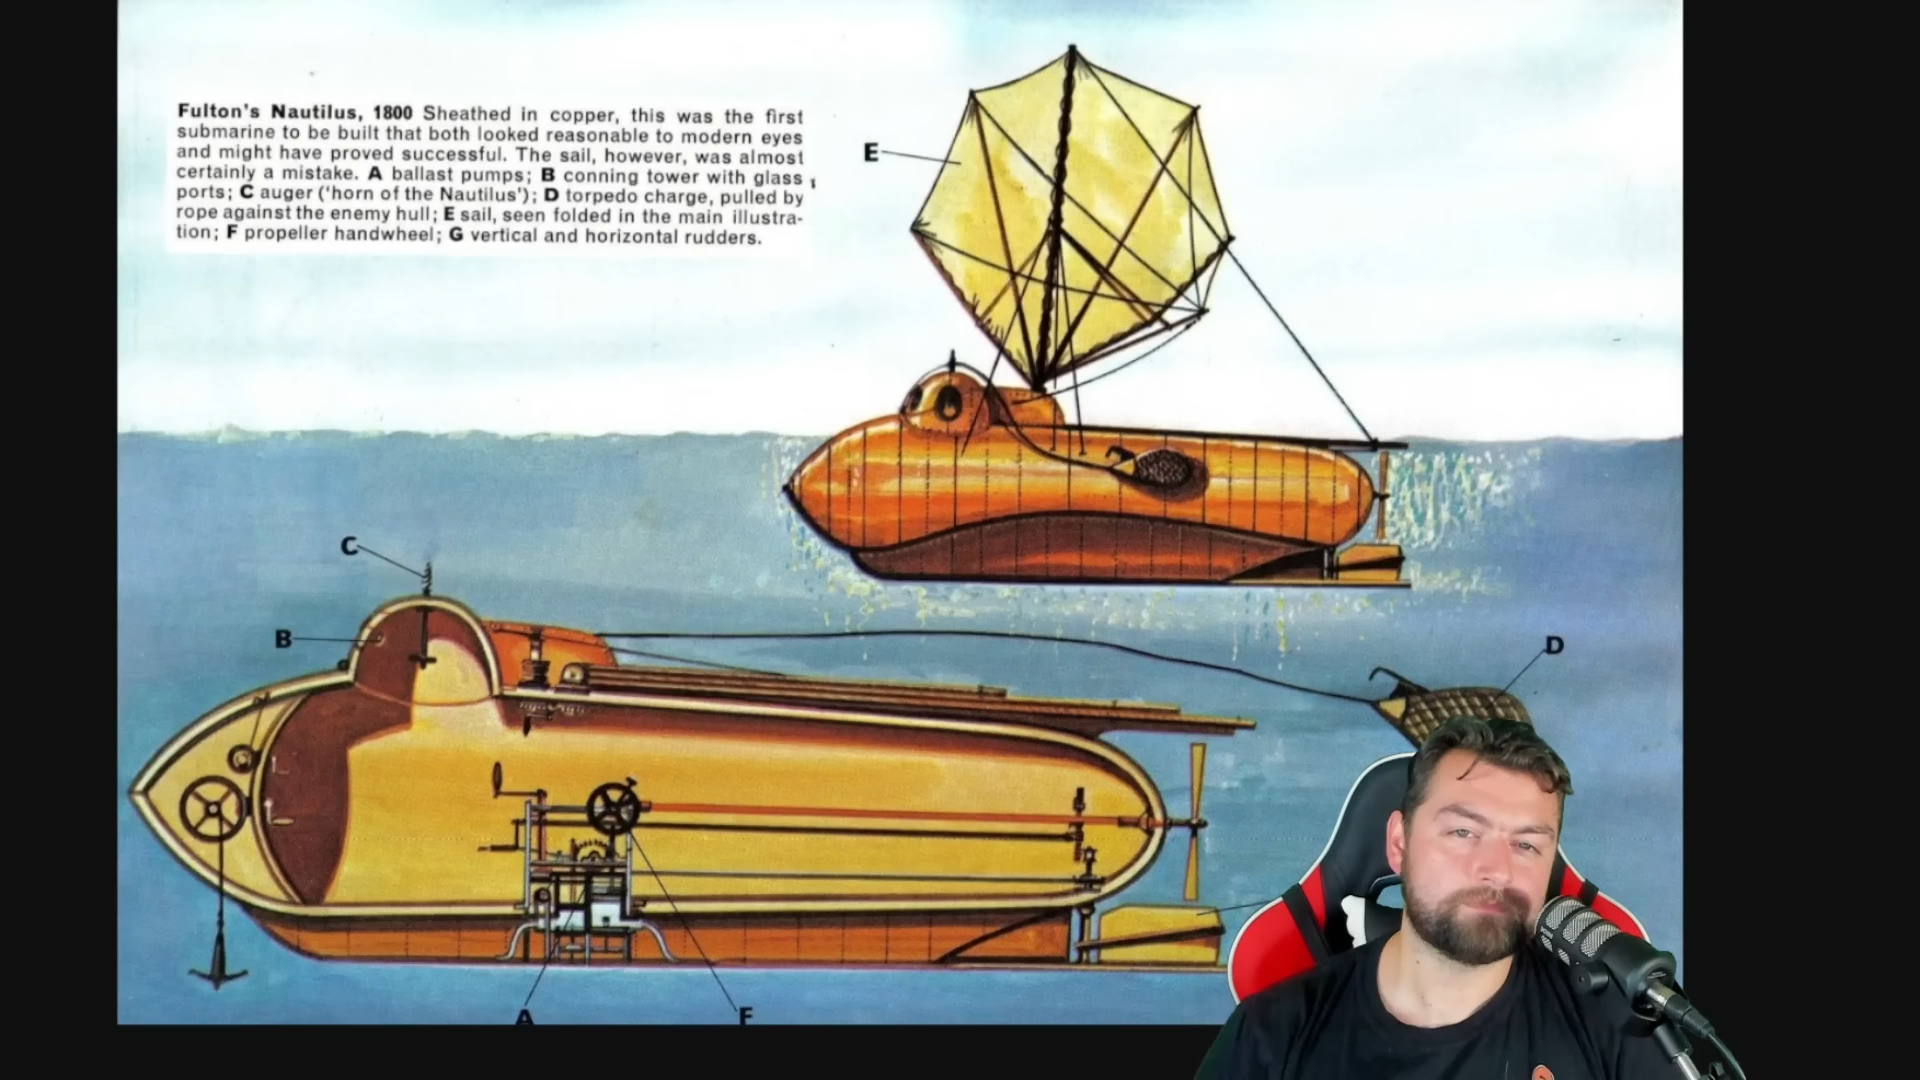 Fulton's Nautilus, 1800 Sheathed in copper, this was the first
submarine to be built that both looked reasonable to modern eyes
and might have proved successful. The sail, however, was almost
certainly a mistake. A ballast pumps; B conning tower with glass
ports; C auger ('horn of the Nautilus'); D torpedo charge, pulled by
rope against the enemy hull; E sail, seen folded in the main illustra-
tion; F propeller handwheel; G vertical and horizontal rudders.
E
C
B
D
A
F